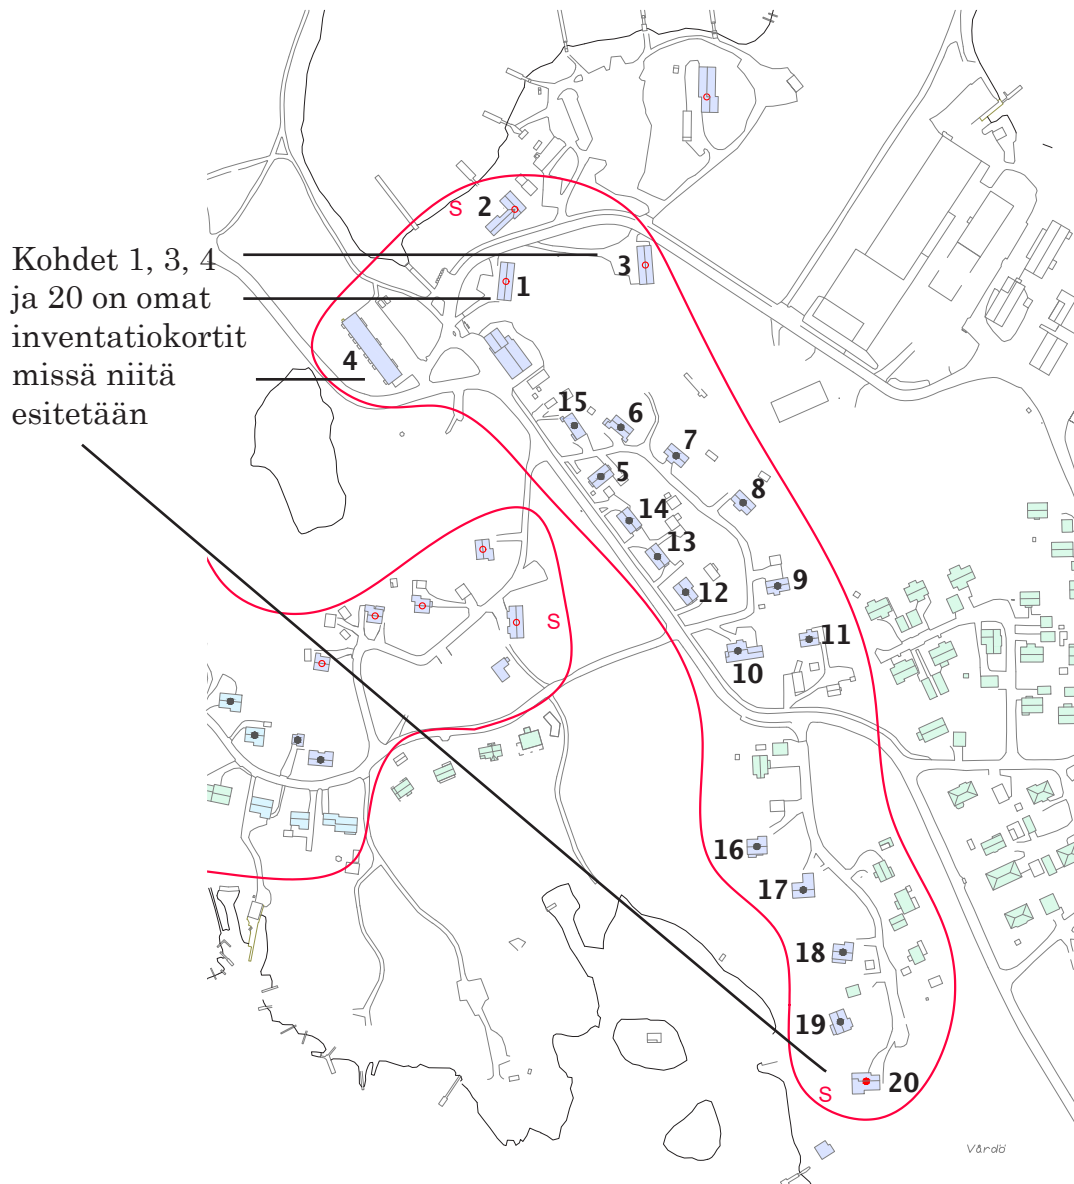 S
2
Kohdet 1, 3, 4
ja 20 on omat
inventatiokortit
missä niitä
esitetään
3
1
4
15
6
7
5
8
14
13
12
9
S
11
10
16
17
18
19
20
S
Vårdö